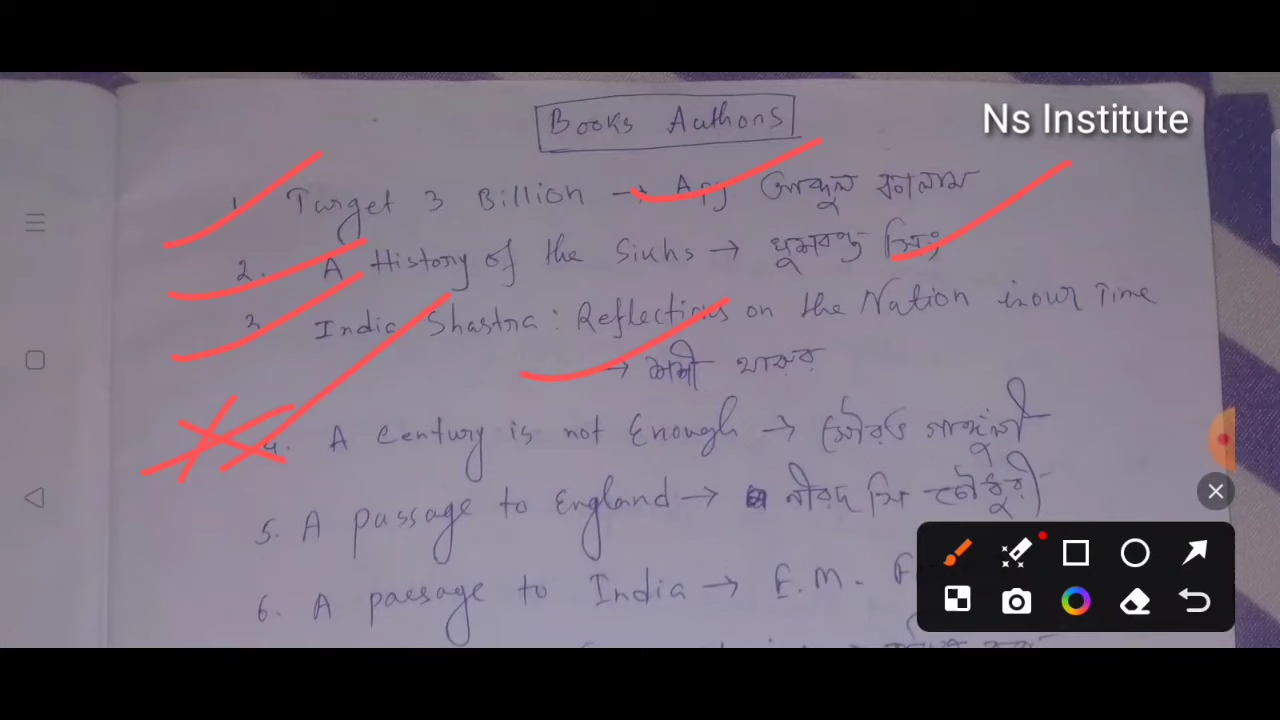 Books Authors
Ns Institute
1. Target 3 Billion → Apj আব্দুল কালাম
2. A History of the Sikhs → খুশবন্ত সিং
3. India Shastra: Reflections on the Nation in our Time
→ শশী থারুর
4. A Century is not Enough → সৌরভ গাঙ্গুলী
5. A passage to England → নীরদ সি চৌধুরী
6. A passage to India → E.M.